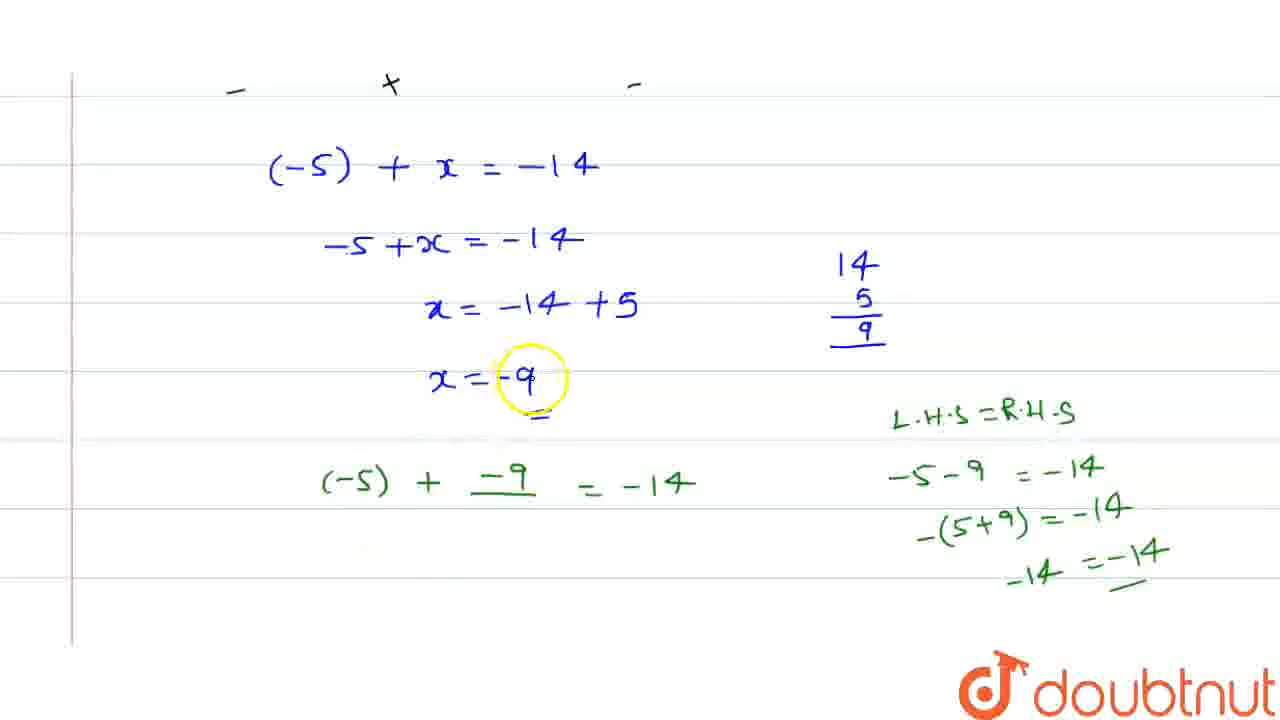 - + -
(-5) + x = -14
-5 + x = -14
x = -14 + 5
x = -9
(-5) + -9 = -14
14
5
9
L.H.S = R.H.S
-5 - 9 = -14
-(5+9) = -14
-14 = -14
doubtnut